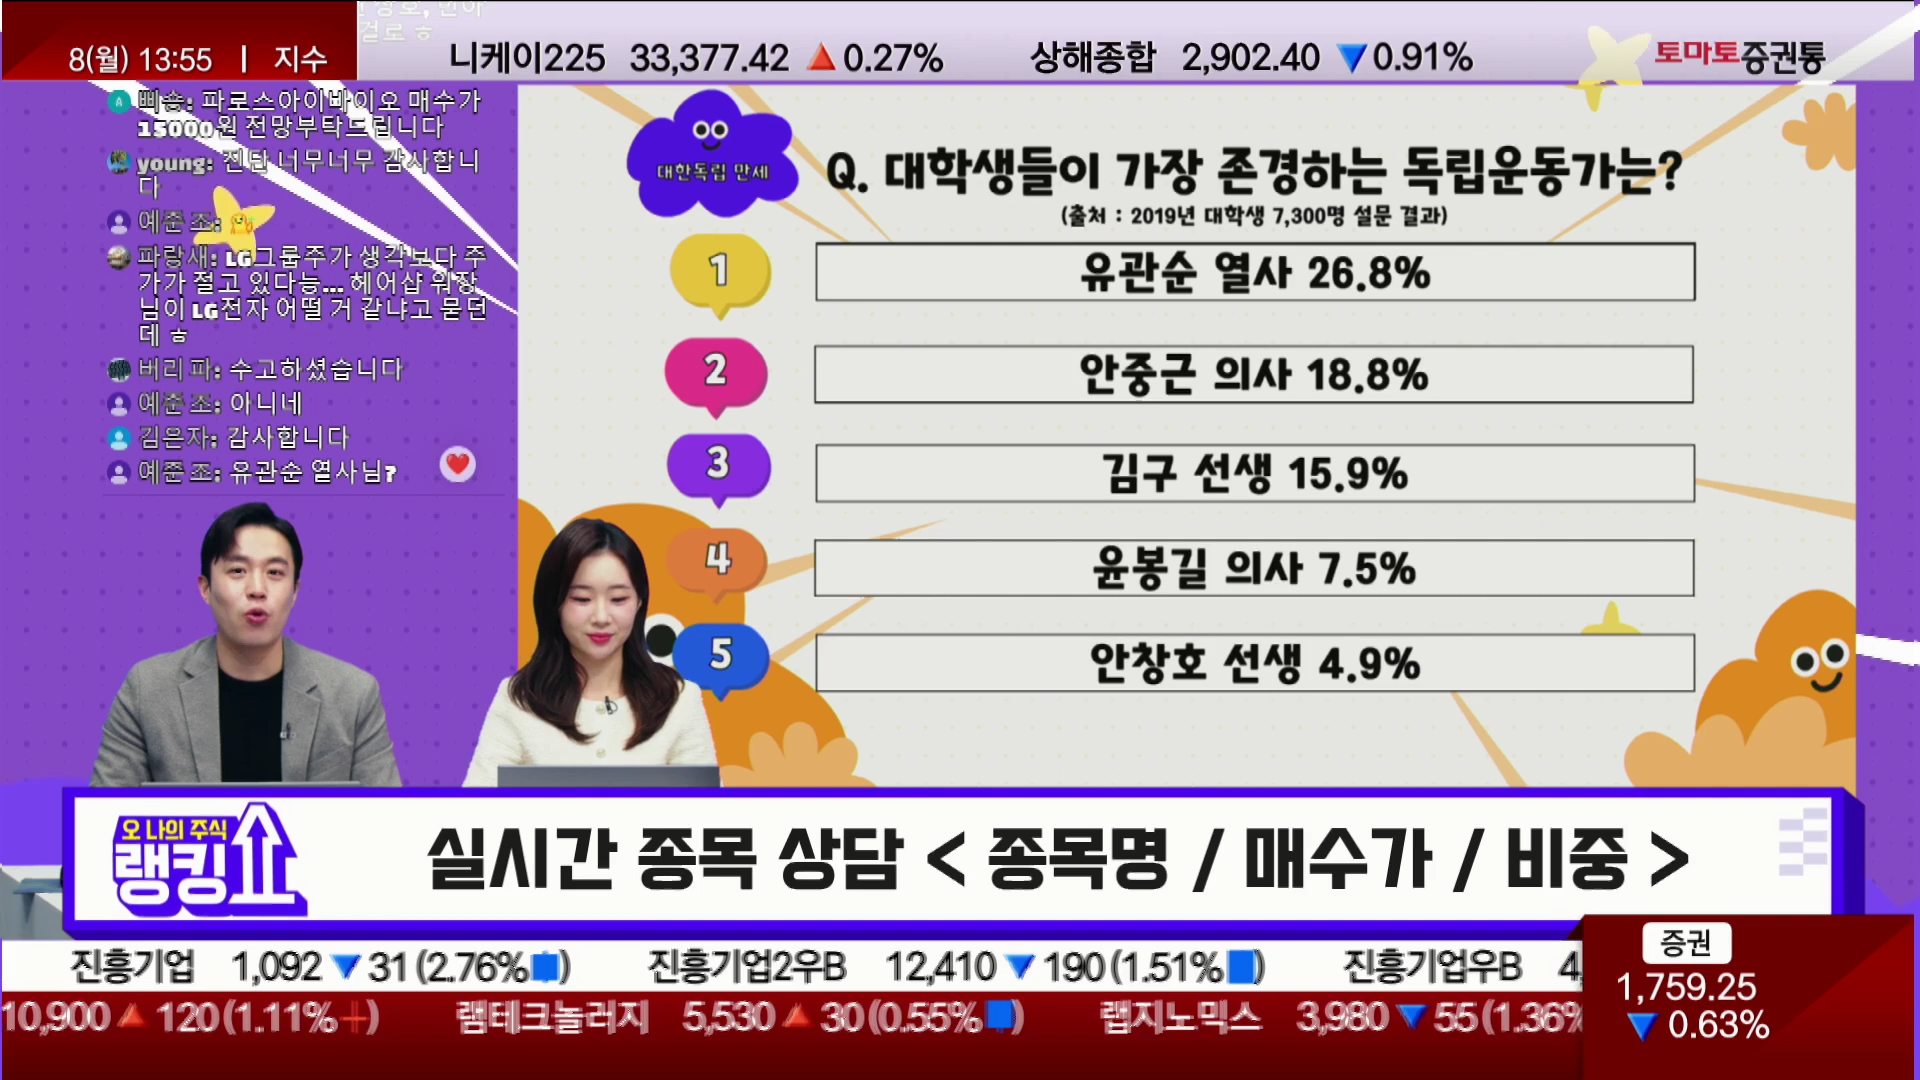 8(월) 13:55 | 지수
니케이225 33,377.42 ▲ 0.27% 상해종합 2,902.40 ▼ 0.91%
토마토증권통
걸로 ㅎ
삐용: 파로스아이바이오 매수가
15000원 전망부탁드립니다
young: 진단 너무너무 감사합니
다
예준 조:
파랑새: LG그룹주가 생각보다 주
가가 절고 있다능... 헤어샵 원장
님이 LG전자 어떨 거 같냐고 묻던
데 ㅎ
버리 파: 수고하셨습니다
예준 조: 아니네
김은자: 감사합니다
예준 조: 유관순 열사님?
대한독립 만세
Q. 대학생들이 가장 존경하는 독립운동가는?
(출처 : 2019년 대학생 7,300명 설문 결과)
1 유관순 열사 26.8%
2 안중근 의사 18.8%
3 김구 선생 15.9%
4 윤봉길 의사 7.5%
5 안창호 선생 4.9%
오 나의 주식
랭킹쇼
실시간 종목 상담 < 종목명 / 매수가 / 비중 >
진흥기업 1,092 ▼ 31 (2.76%) 진흥기업2우B 12,410 ▼ 190 (1.51%) 진흥기업우B 4,
10,900 ▲ 120 (1.11%+) 램테크놀러지 5,530 ▲ 30 (0.55%) 랩지노믹스 3,980 ▼ 55 (1.36%
증권
1,759.25
▼ 0.63%